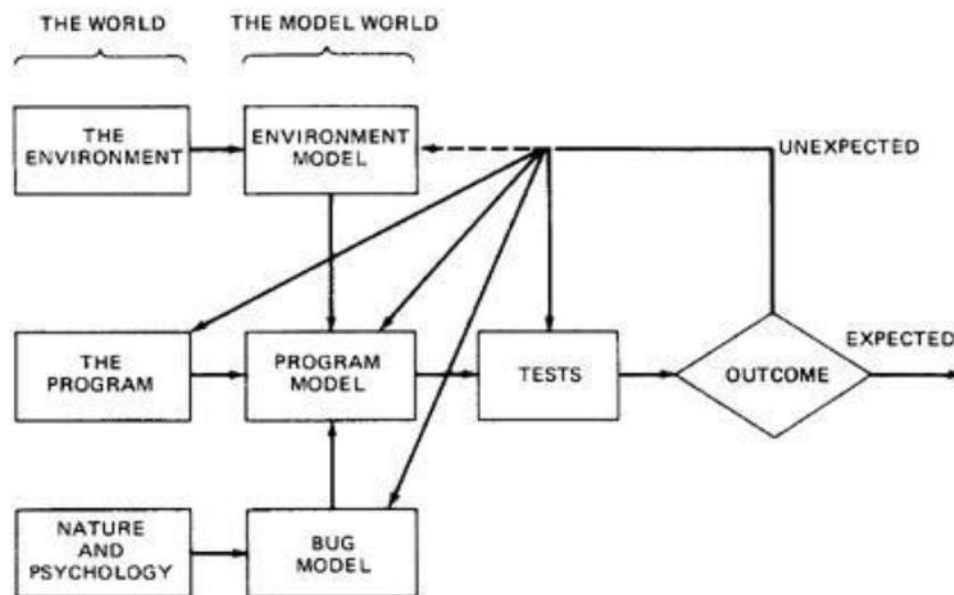 THE WORLD
THE MODEL WORLD
THE
ENVIRONMENT
ENVIRONMENT
MODEL
UNEXPECTED
THE
PROGRAM
PROGRAM
MODEL
TESTS
OUTCOME
EXPECTED
NATURE
AND
PSYCHOLOGY
BUG
MODEL